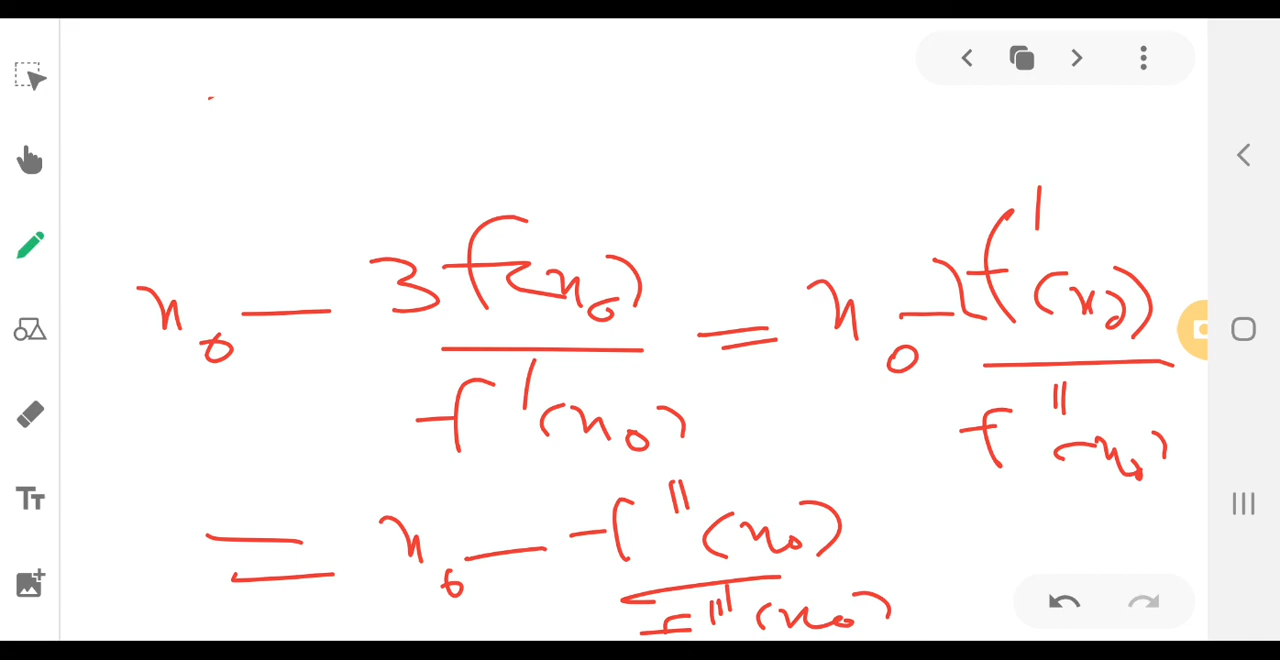 x₀ — 3f(x₀)/f'(x₀) = x₀ — 2f'(x₀)/f''(x₀)
= x₀ — f''(x₀)/f'''(x₀)